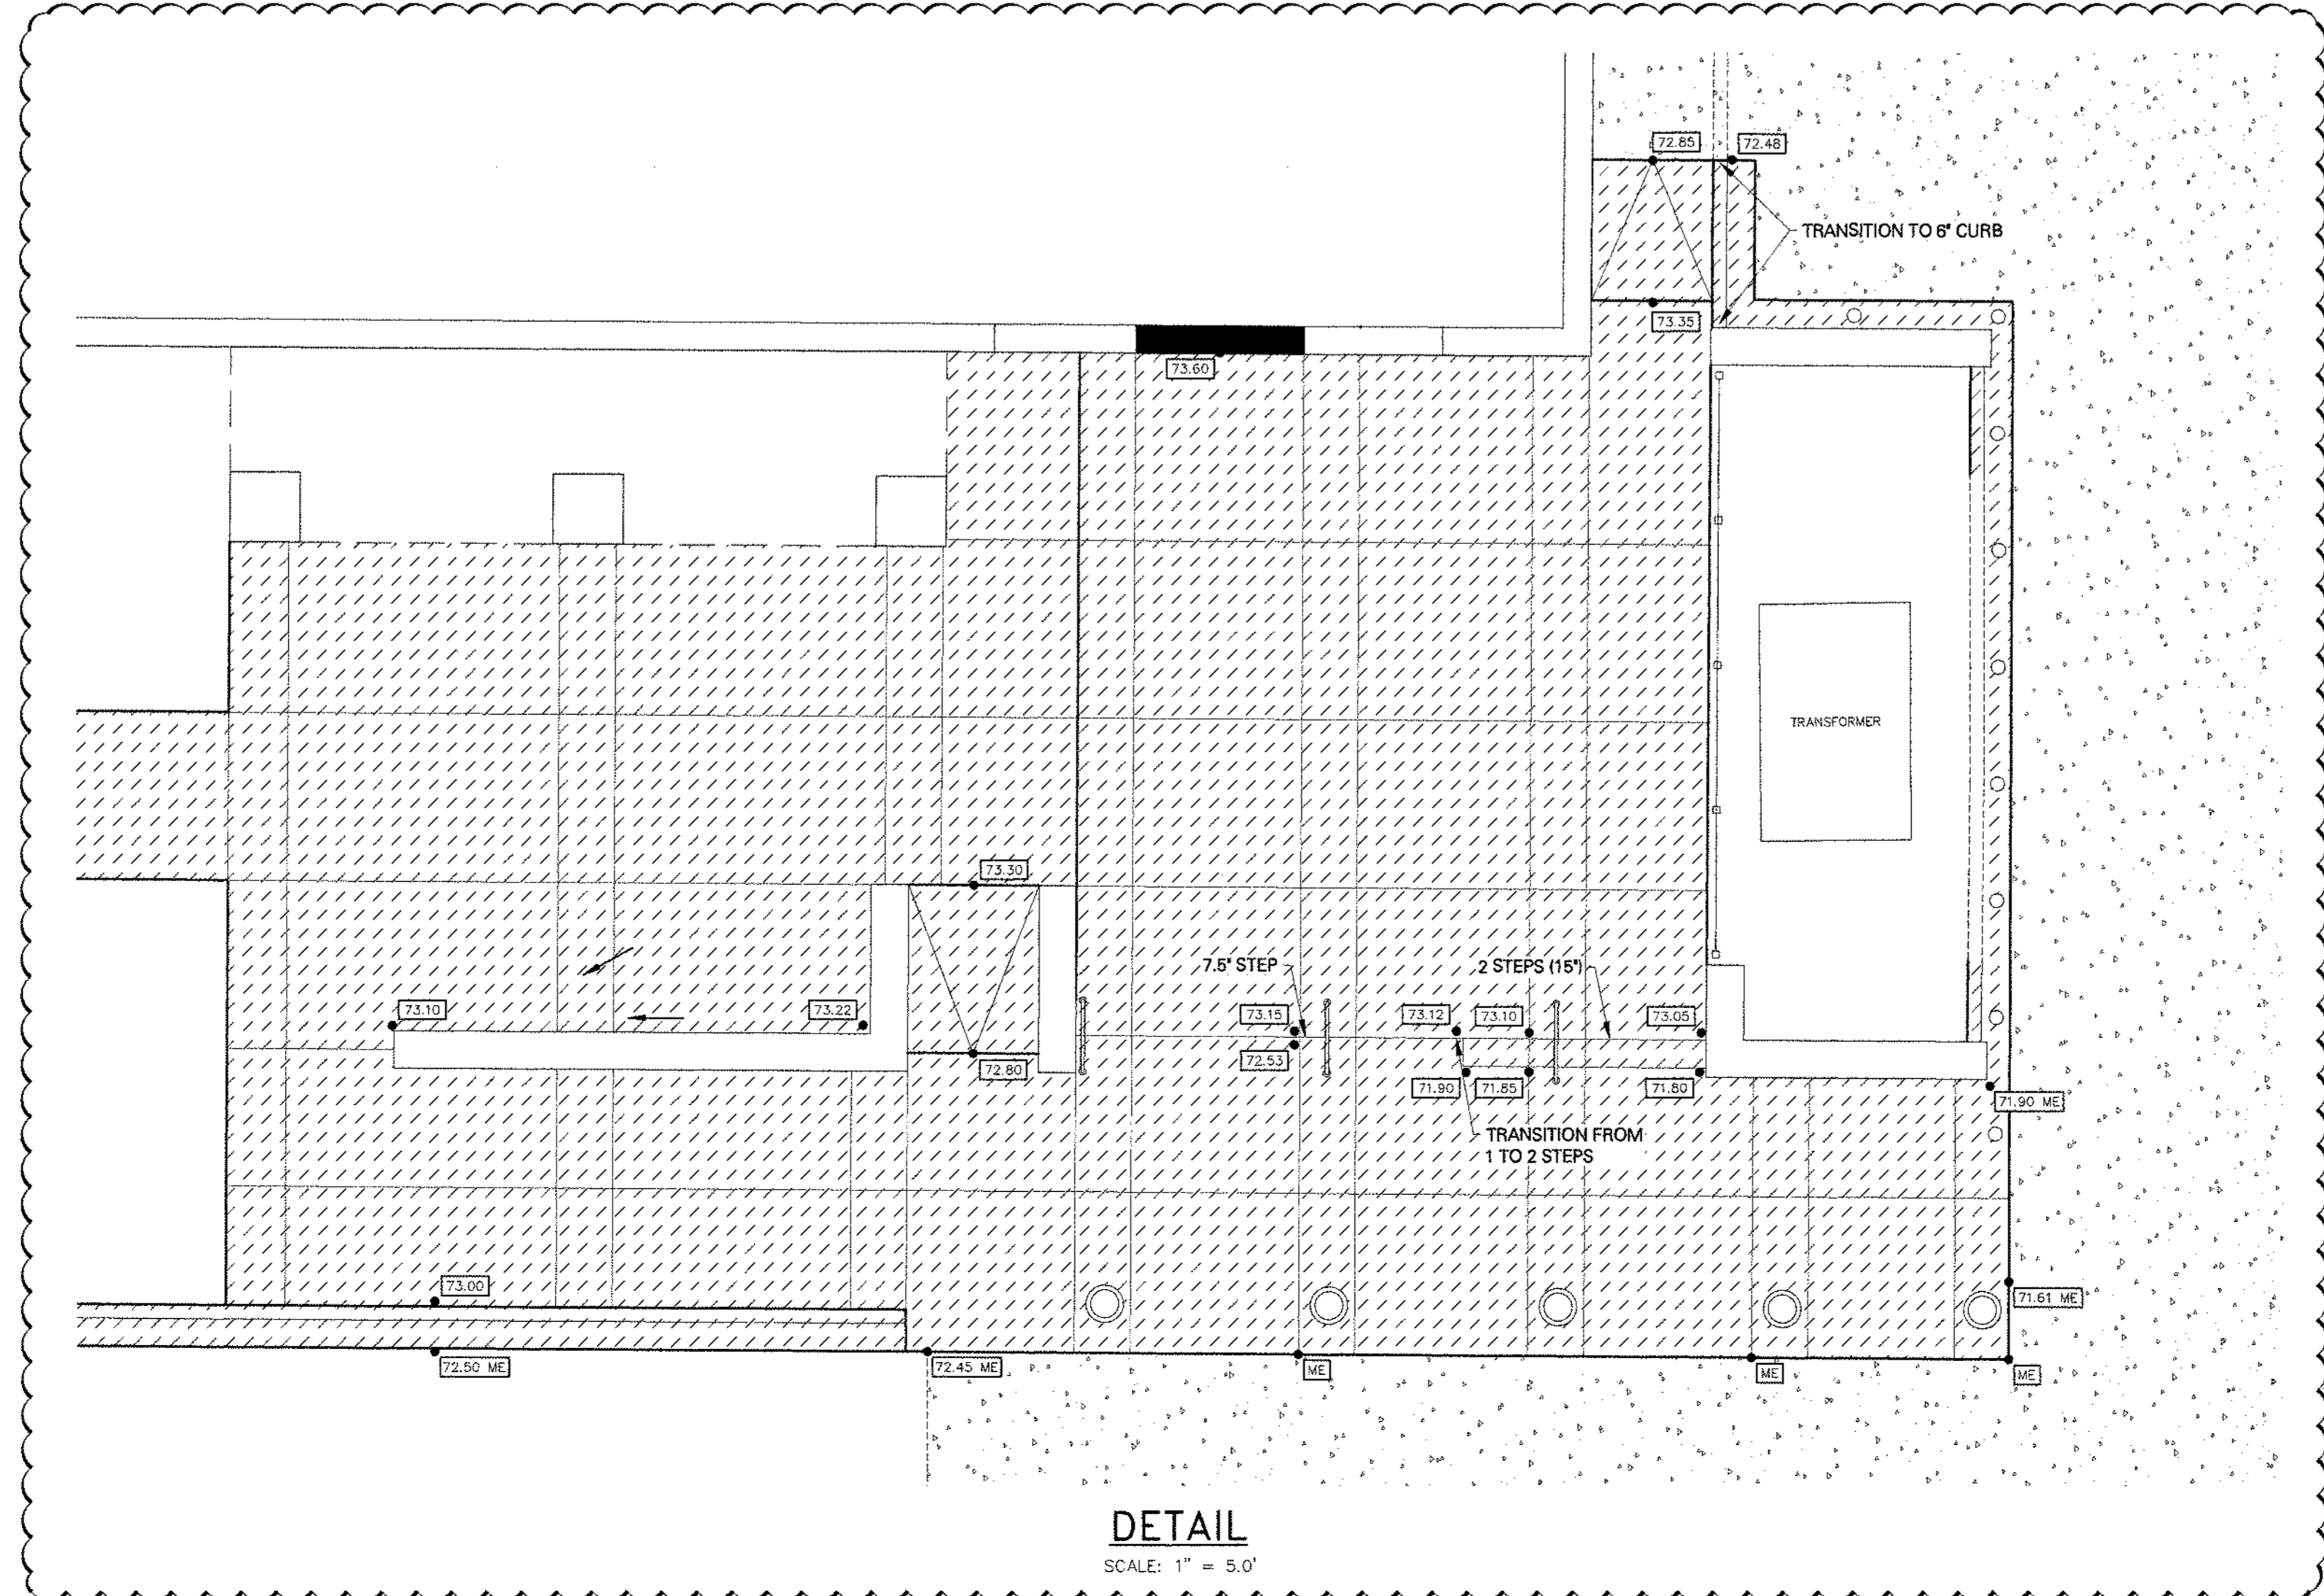 72.85
72.48
TRANSITION TO 6" CURB
73.35
73.60
TRANSFORMER
73.30
7.5" STEP
2 STEPS (15")
73.10
73.22
73.15
73.12
73.10
73.05
72.53
72.80
71.90
71.85
71.80
71.90 ME
TRANSITION FROM
1 TO 2 STEPS
73.00
71.61 ME
72.50 ME
72.45 ME
ME
ME
ME
DETAIL
SCALE: 1" = 5.0'